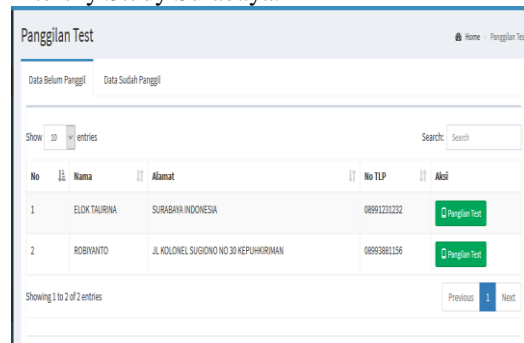 Panggilan Test
Home > Panggilan Tes
Data Belum Panggil Data Sudah Panggil
Show 10 entries Search: Search
No Nama Alamat No TLP Aksi
1 ELOK TAURINA SURABAYA INDONESIA 08991231232 Panglian Test
2 ROBIYANTO JL KOLONEL SUGIONO NO 30 KEPUHKIRIMAN 08993881156 Panglian Test
Showing 1 to 2 of 2 entries Previous 1 Next